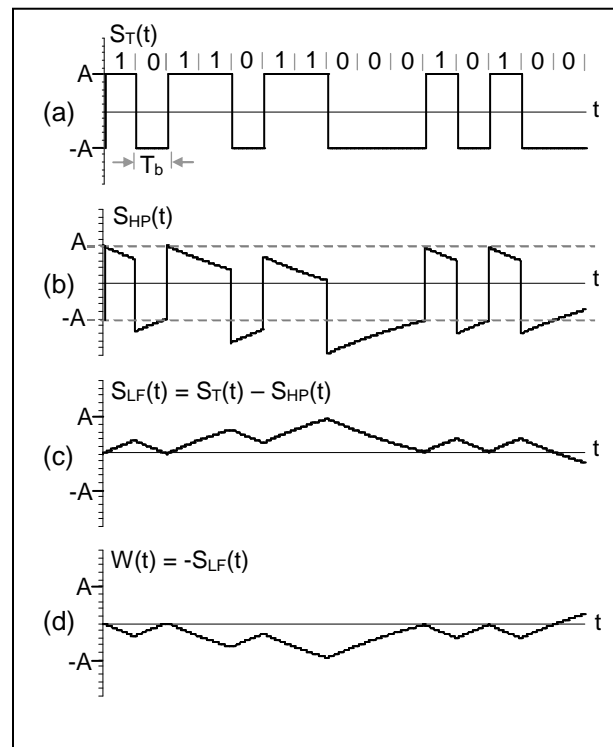 S_T(t)
1 | 0 | 1 | 1 | 0 | 1 | 1 | 0 | 0 | 0 | 1 | 0 | 1 | 0 | 0 |
A
(a)
t
-A
T_b
S_HP(t)
A
(b)
t
-A
S_LF(t) = S_T(t) – S_HP(t)
A
(c)
t
-A
W(t) = -S_LF(t)
A
(d)
t
-A